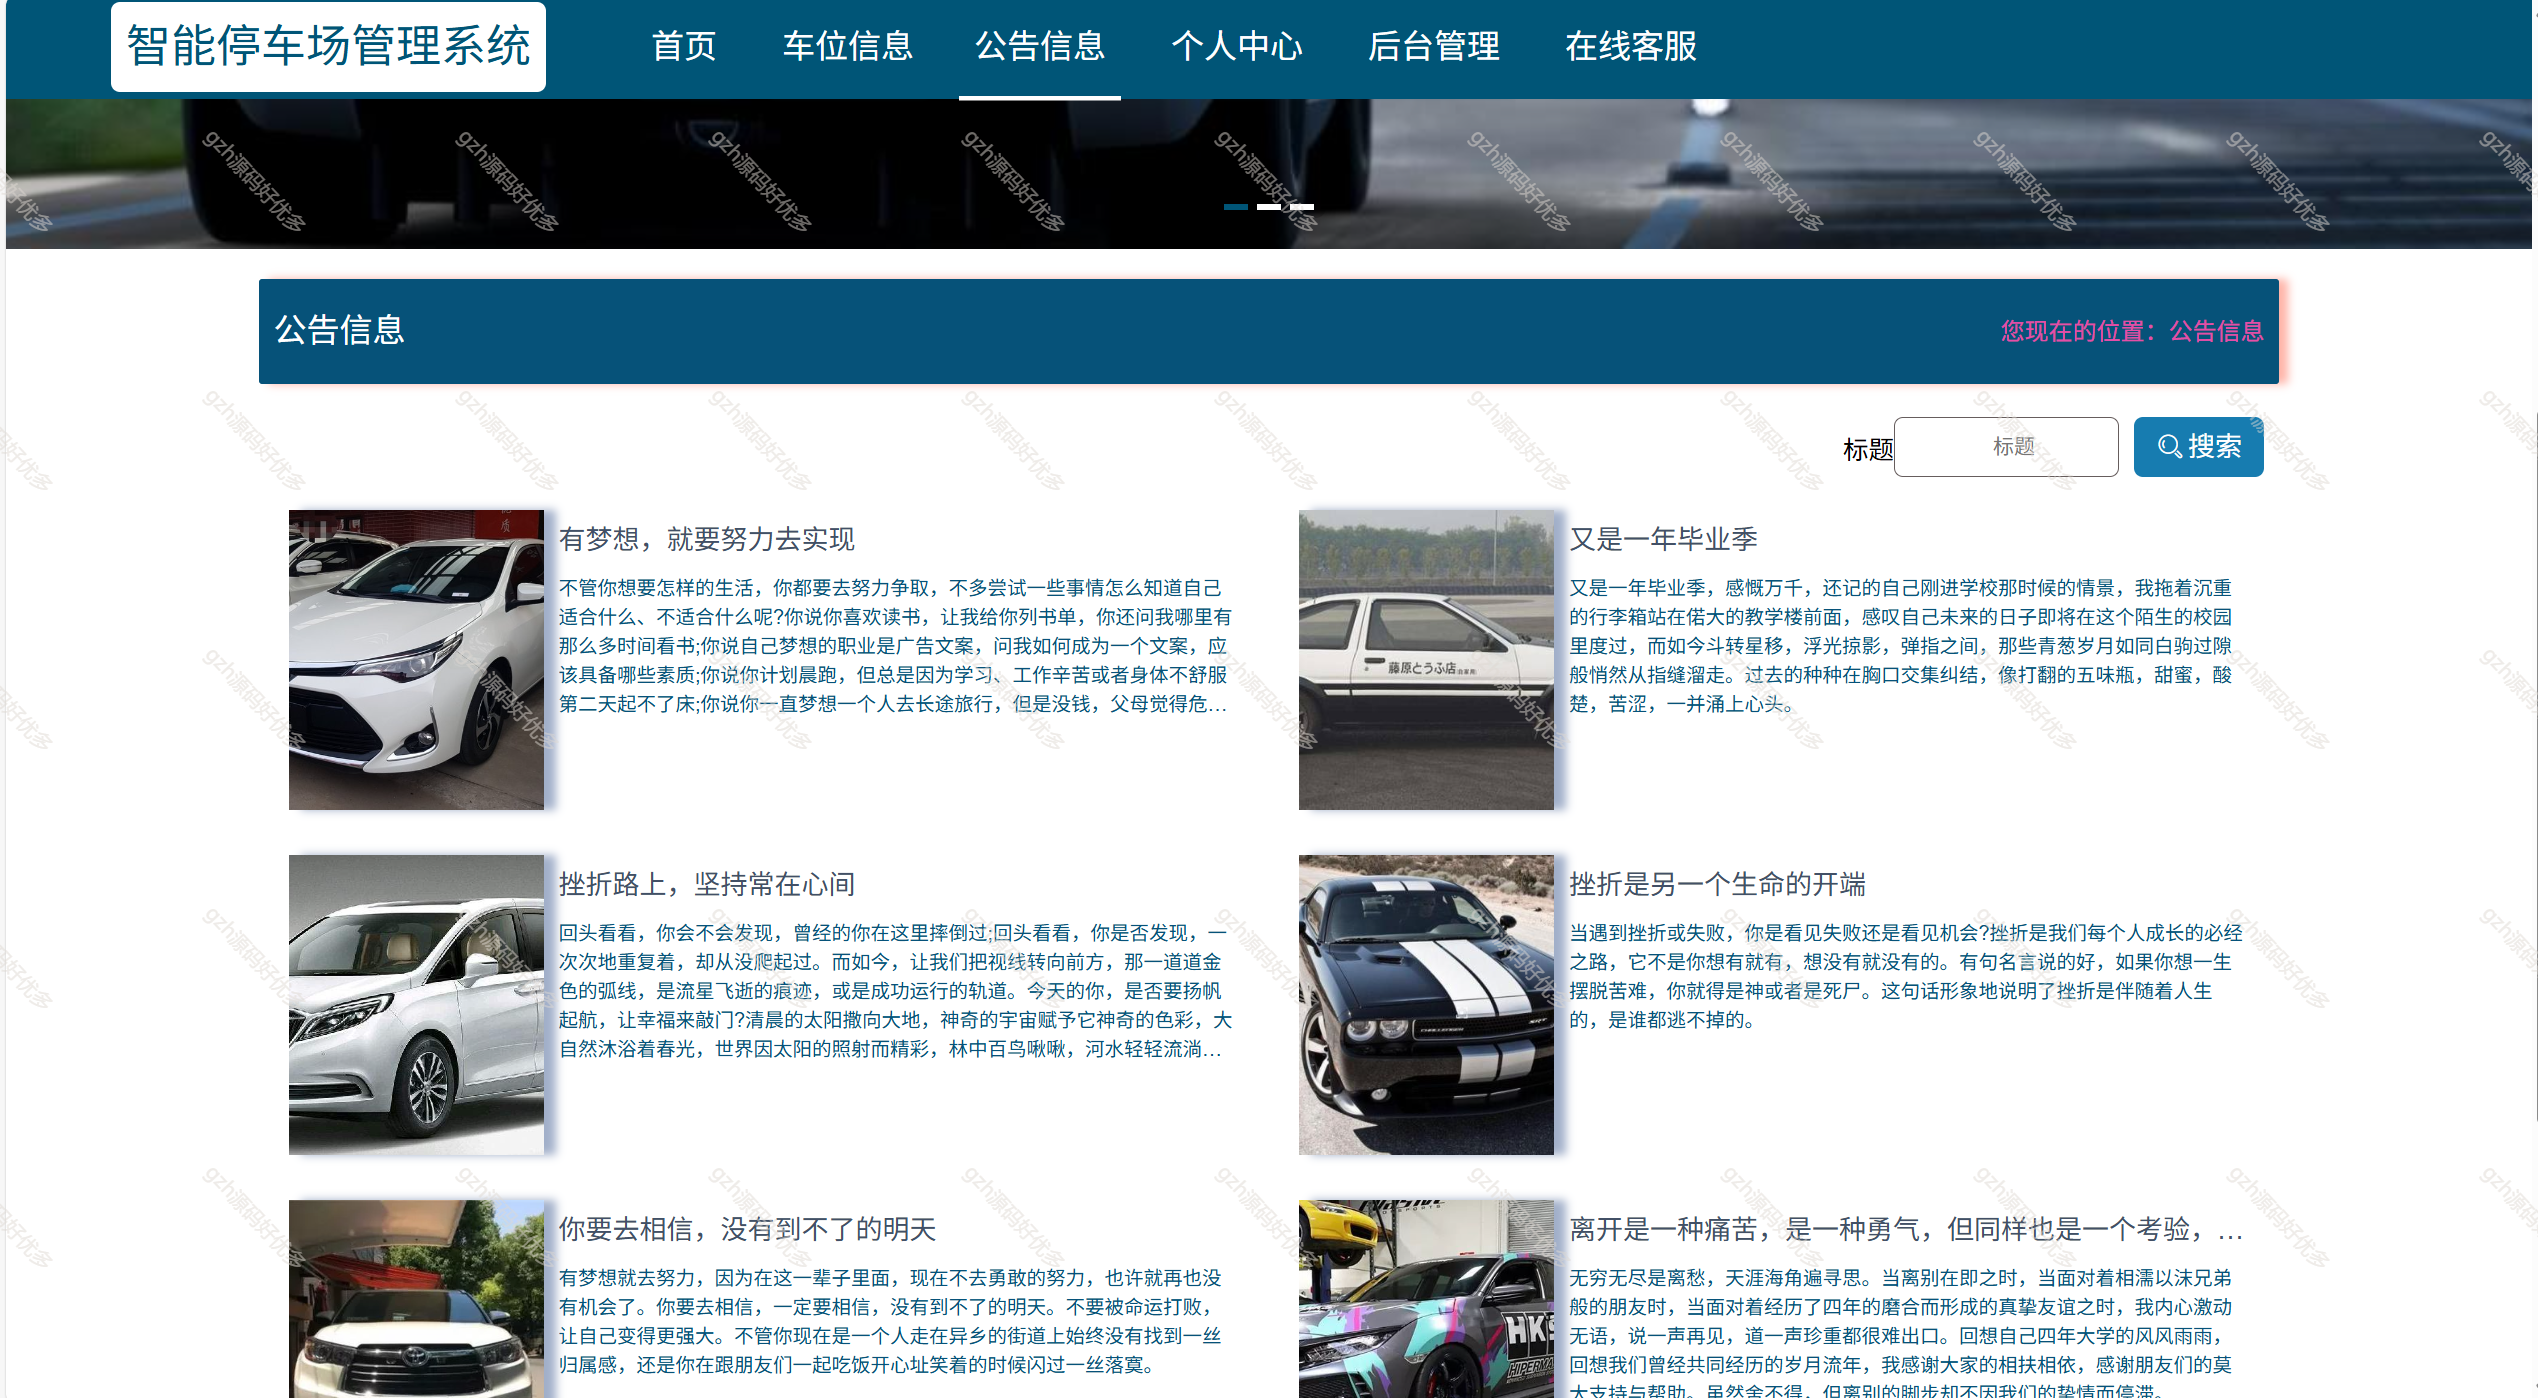 智能停车场管理系统
首页
车位信息
公告信息
个人中心
后台管理
在线客服
公告信息
您现在的位置：公告信息
标题
标题
搜索
有梦想，就要努力去实现
不管你想要怎样的生活，你都要去努力争取，不多尝试一些事情怎么知道自己
适合什么、不适合什么呢?你说你喜欢读书，让我给你列书单，你还问我哪里有
那么多时间看书;你说自己梦想的职业是广告文案，问我如何成为一个文案，应
该具备哪些素质;你说你计划晨跑，但总是因为学习、工作辛苦或者身体不舒服
第二天起不了床;你说你一直梦想一个人去长途旅行，但是没钱，父母觉得危…
藤原とうふ店
又是一年毕业季
又是一年毕业季，感慨万千，还记的自己刚进学校那时候的情景，我拖着沉重
的行李箱站在偌大的教学楼前面，感叹自己未来的日子即将在这个陌生的校园
里度过，而如今斗转星移，浮光掠影，弹指之间，那些青葱岁月如同白驹过隙
般悄然从指缝溜走。过去的种种在胸口交集纠结，像打翻的五味瓶，甜蜜，酸
楚，苦涩，一并涌上心头。
挫折路上，坚持常在心间
回头看看，你会不会发现，曾经的你在这里摔倒过;回头看看，你是否发现，一
次次地重复着，却从没爬起过。而如今，让我们把视线转向前方，那一道道金
色的弧线，是流星飞逝的痕迹，或是成功运行的轨道。今天的你，是否要扬帆
起航，让幸福来敲门?清晨的太阳撒向大地，神奇的宇宙赋予它神奇的色彩，大
自然沐浴着春光，世界因太阳的照射而精彩，林中百鸟啾啾，河水轻轻流淌…
挫折是另一个生命的开端
当遇到挫折或失败，你是看见失败还是看见机会?挫折是我们每个人成长的必经
之路，它不是你想有就有，想没有就没有的。有句名言说的好，如果你想一生
摆脱苦难，你就得是神或者是死尸。这句话形象地说明了挫折是伴随着人生
的，是谁都逃不掉的。
你要去相信，没有到不了的明天
有梦想就去努力，因为在这一辈子里面，现在不去勇敢的努力，也许就再也没
有机会了。你要去相信，一定要相信，没有到不了的明天。不要被命运打败，
让自己变得更强大。不管你现在是一个人走在异乡的街道上始终没有找到一丝
归属感，还是你在跟朋友们一起吃饭开心址笑着的时候闪过一丝落寞。
HKS
离开是一种痛苦，是一种勇气，但同样也是一个考验，…
无穷无尽是离愁，天涯海角遍寻思。当离别在即之时，当面对着相濡以沫兄弟
般的朋友时，当面对着经历了四年的磨合而形成的真挚友谊之时，我内心激动
无语，说一声再见，道一声珍重都很难出口。回想自己四年大学的风风雨雨，
回想我们曾经共同经历的岁月流年，我感谢大家的相扶相依，感谢朋友们的莫
大支持与帮助。虽然舍不得，但离别的脚步却不因我们的挚情而停滞。
gzh源码好优多